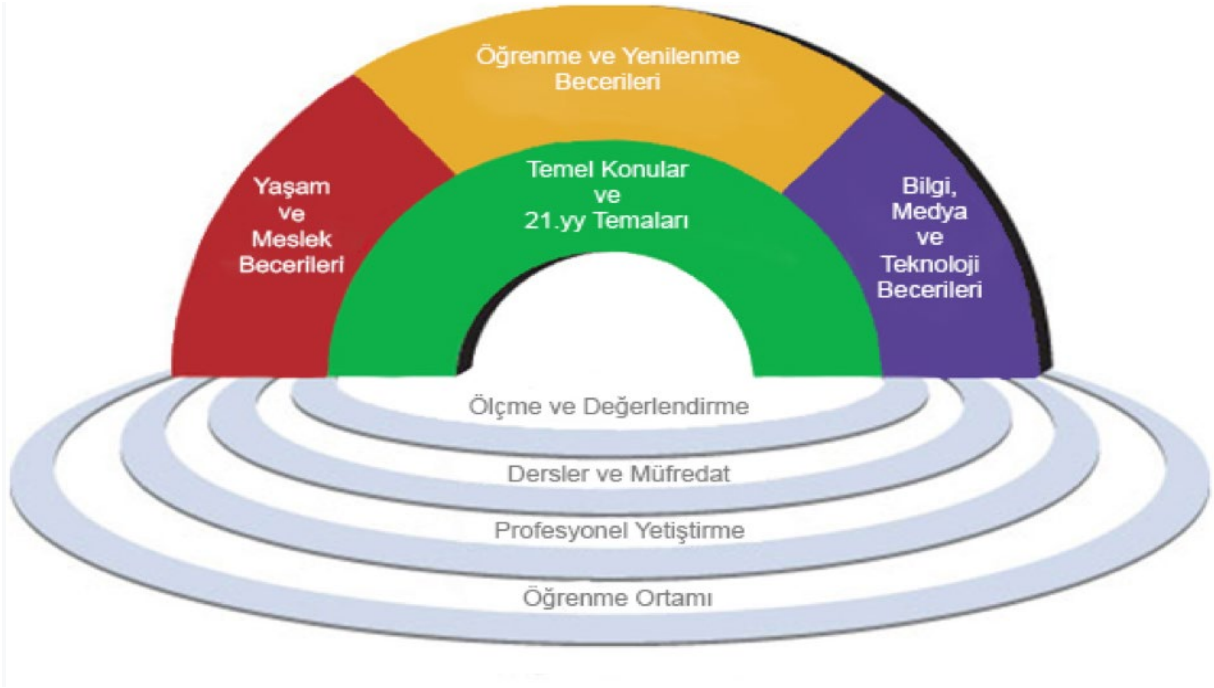 Öğrenme ve Yenilenme
Becerileri
Yaşam
ve
Meslek
Becerileri
Temel Konular
ve
21.yy Temaları
Bilgi,
Medya
ve
Teknoloji
Becerileri
Ölçme ve Değerlendirme
Dersler ve Müfredat
Profesyonel Yetiştirme
Öğrenme Ortamı